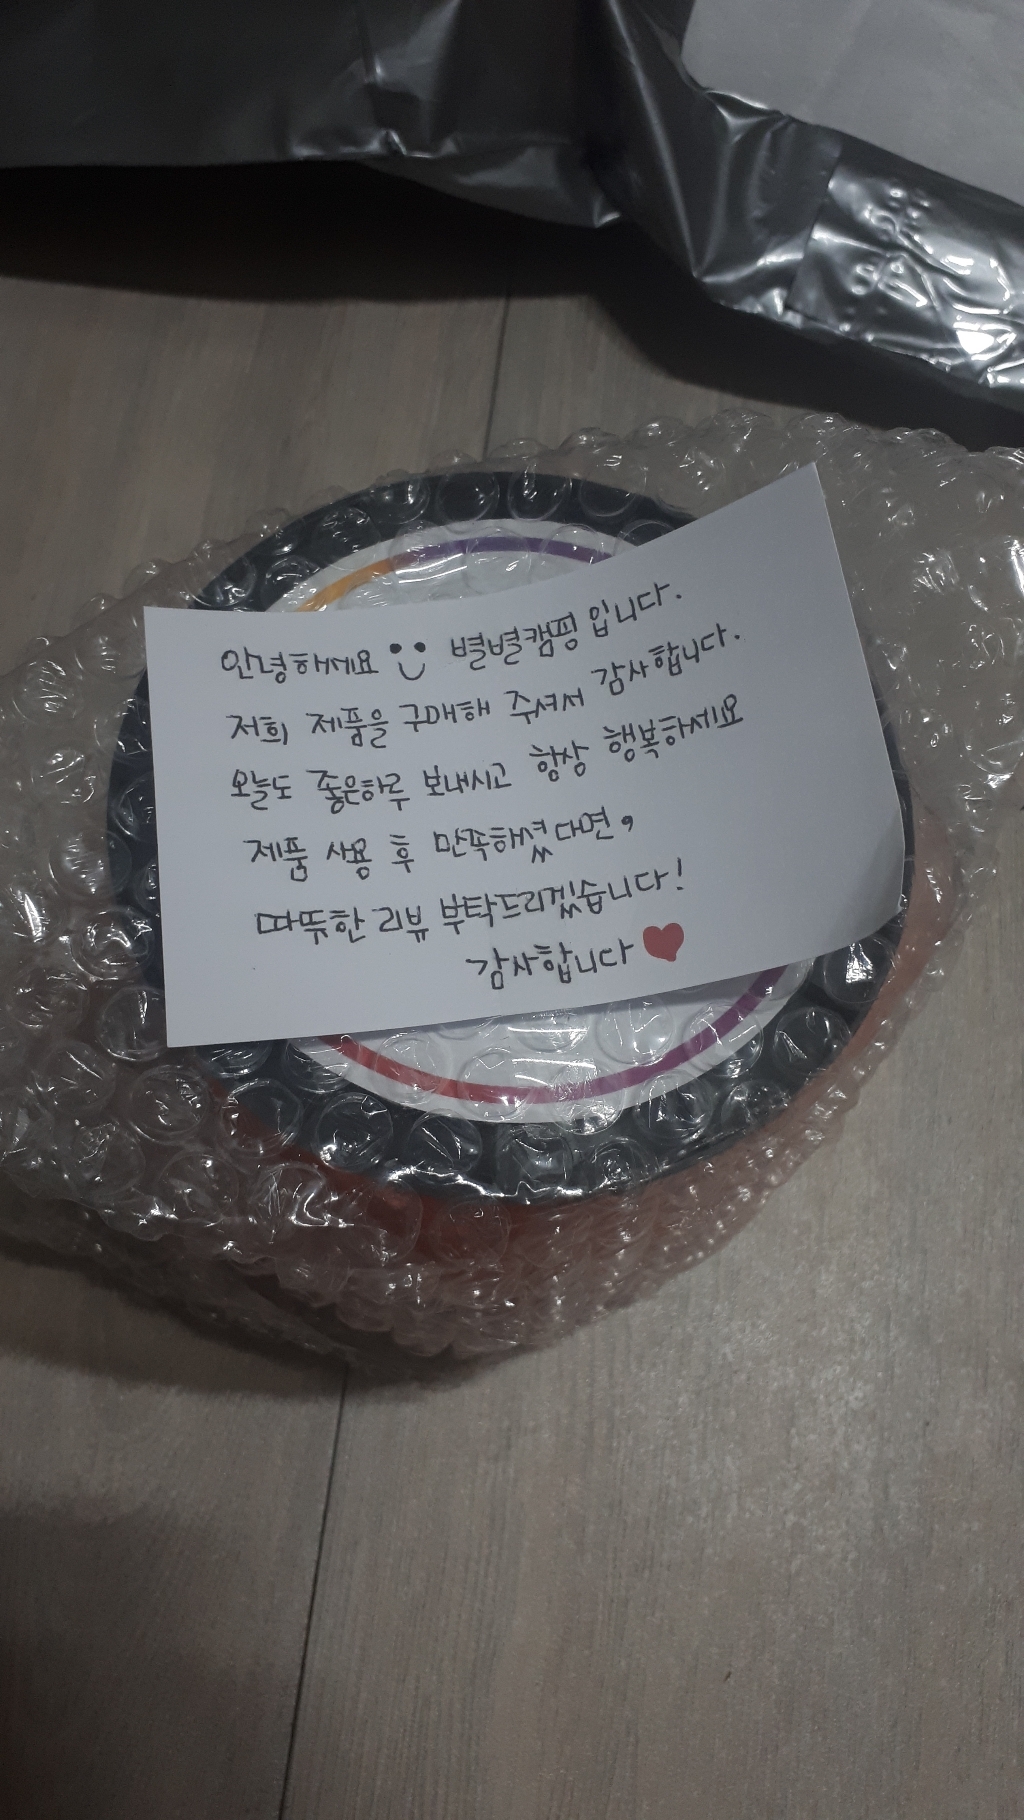 안녕하세요 별별캠핑 입니다.
저희 제품을 구매해 주셔서 감사합니다.
오늘도 좋은하루 보내시고 항상 행복하세요
제품 사용 후 만족하셨다면,
따뜻한 리뷰 부탁드리겠습니다!
감사합니다 ♥